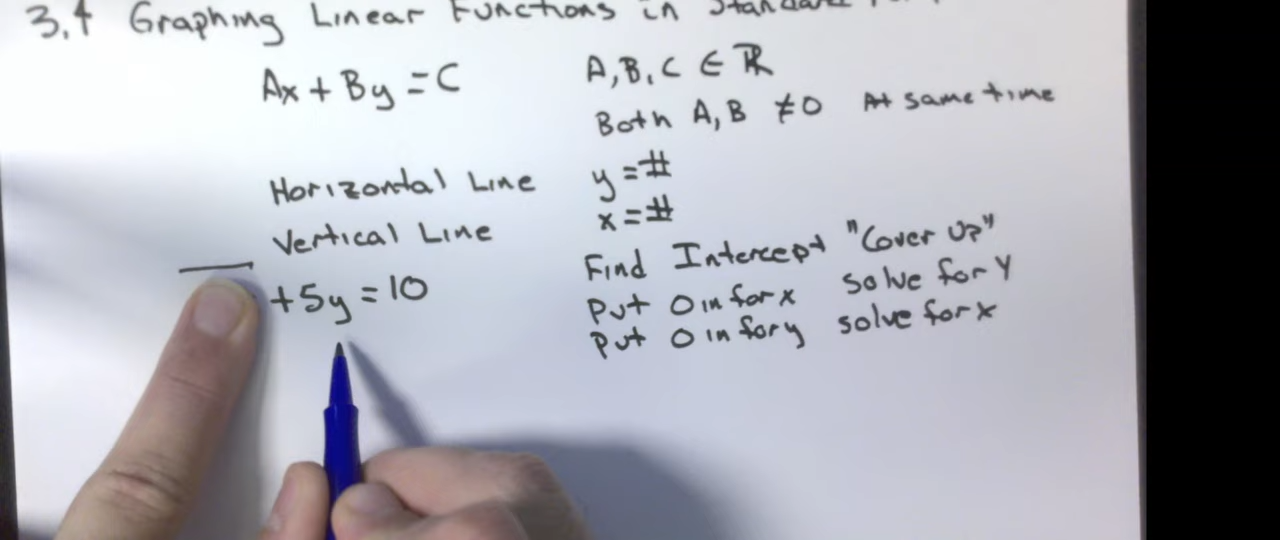 3.4 Graphing Linear Functions in Standard
Ax + By = C
A, B, C ∈ ℝ
Both A, B ≠ 0 At same time
Horizontal Line y = #
Vertical Line x = #
+5y = 10
Find Intercept "Cover Up"
Put 0 in for x solve for Y
Put 0 in for y solve for x